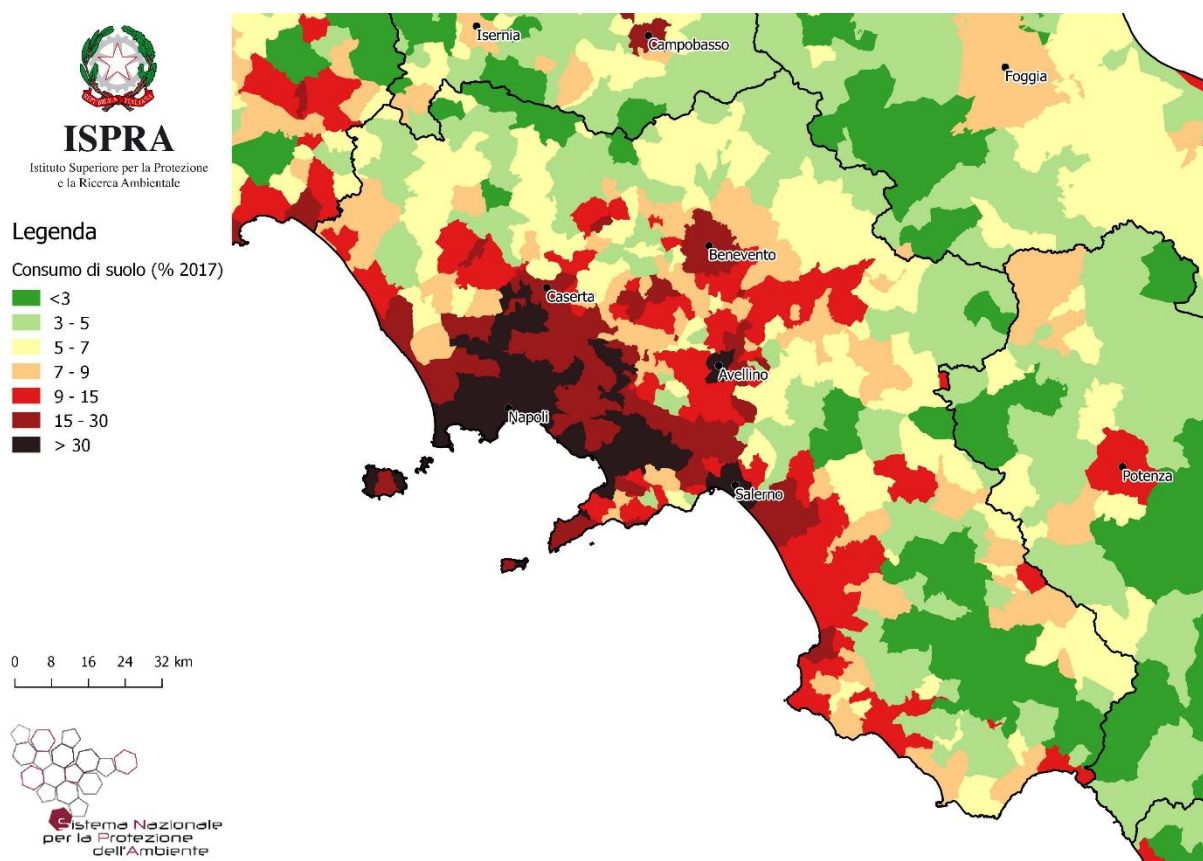 REPVBBLICA ITALIANA
ISPRA
Istituto Superiore per la Protezione
e la Ricerca Ambientale
Legenda
Consumo di suolo (% 2017)
<3
3 - 5
5 - 7
7 - 9
9 - 15
15 - 30
> 30
0 8 16 24 32 km
Sistema Nazionale
per la Protezione
dell'Ambiente
Isernia
Campobasso
Foggia
Benevento
Caserta
Avellino
Napoli
Salerno
Potenza